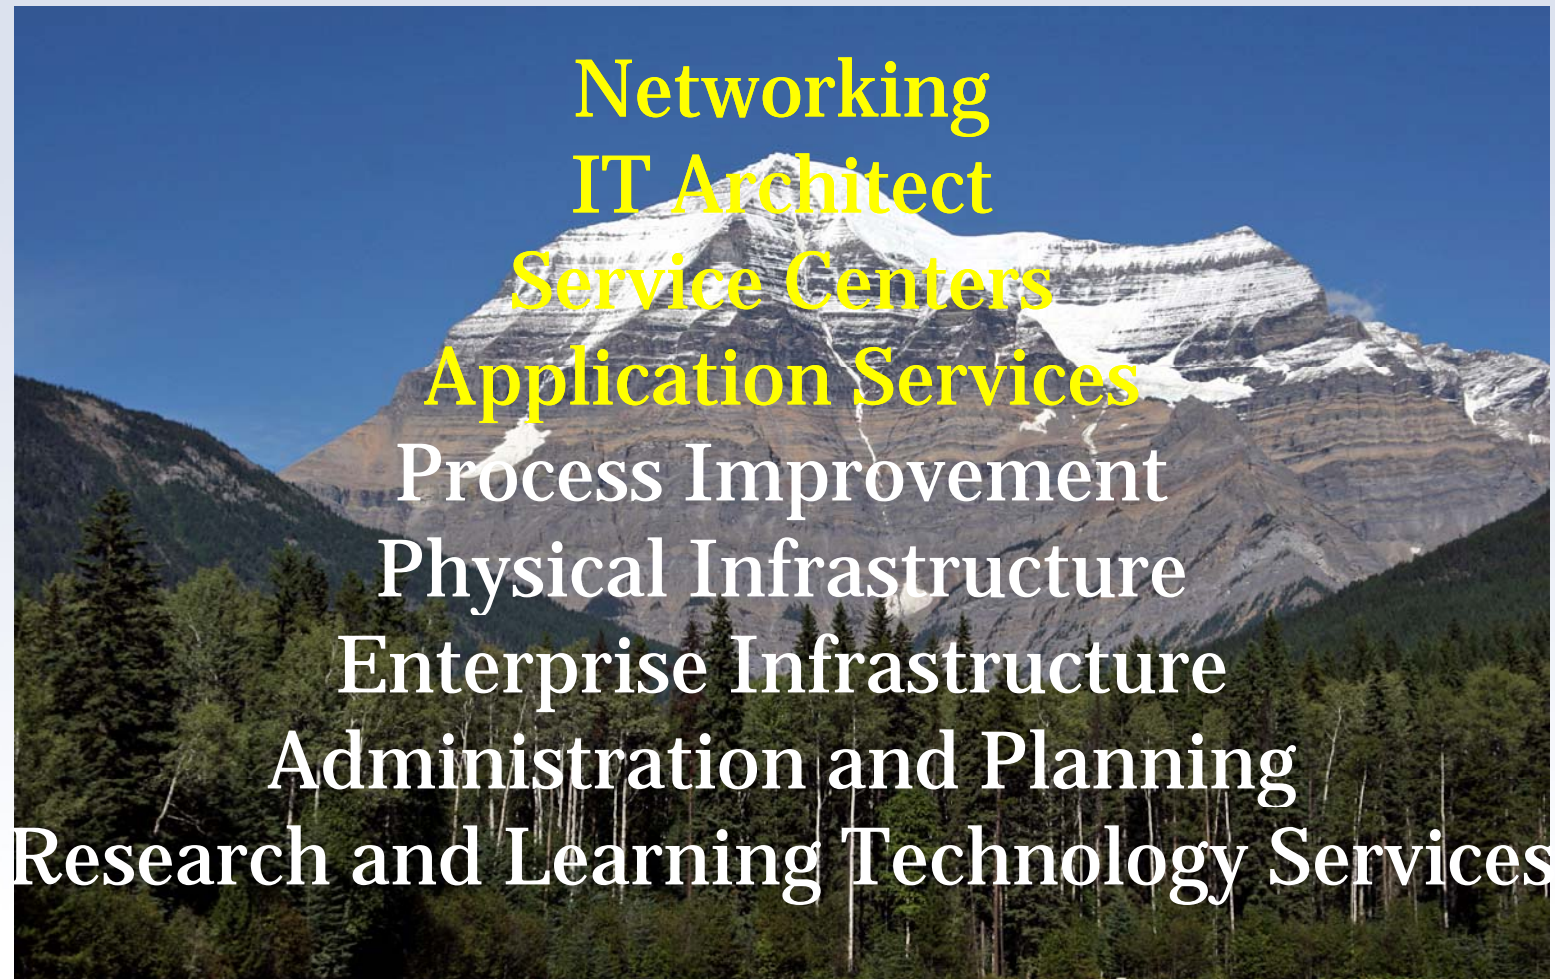 Networking
IT Architect
Service Centers
Application Services
Process Improvement
Physical Infrastructure
Enterprise Infrastructure
Administration and Planning
Research and Learning Technology Services